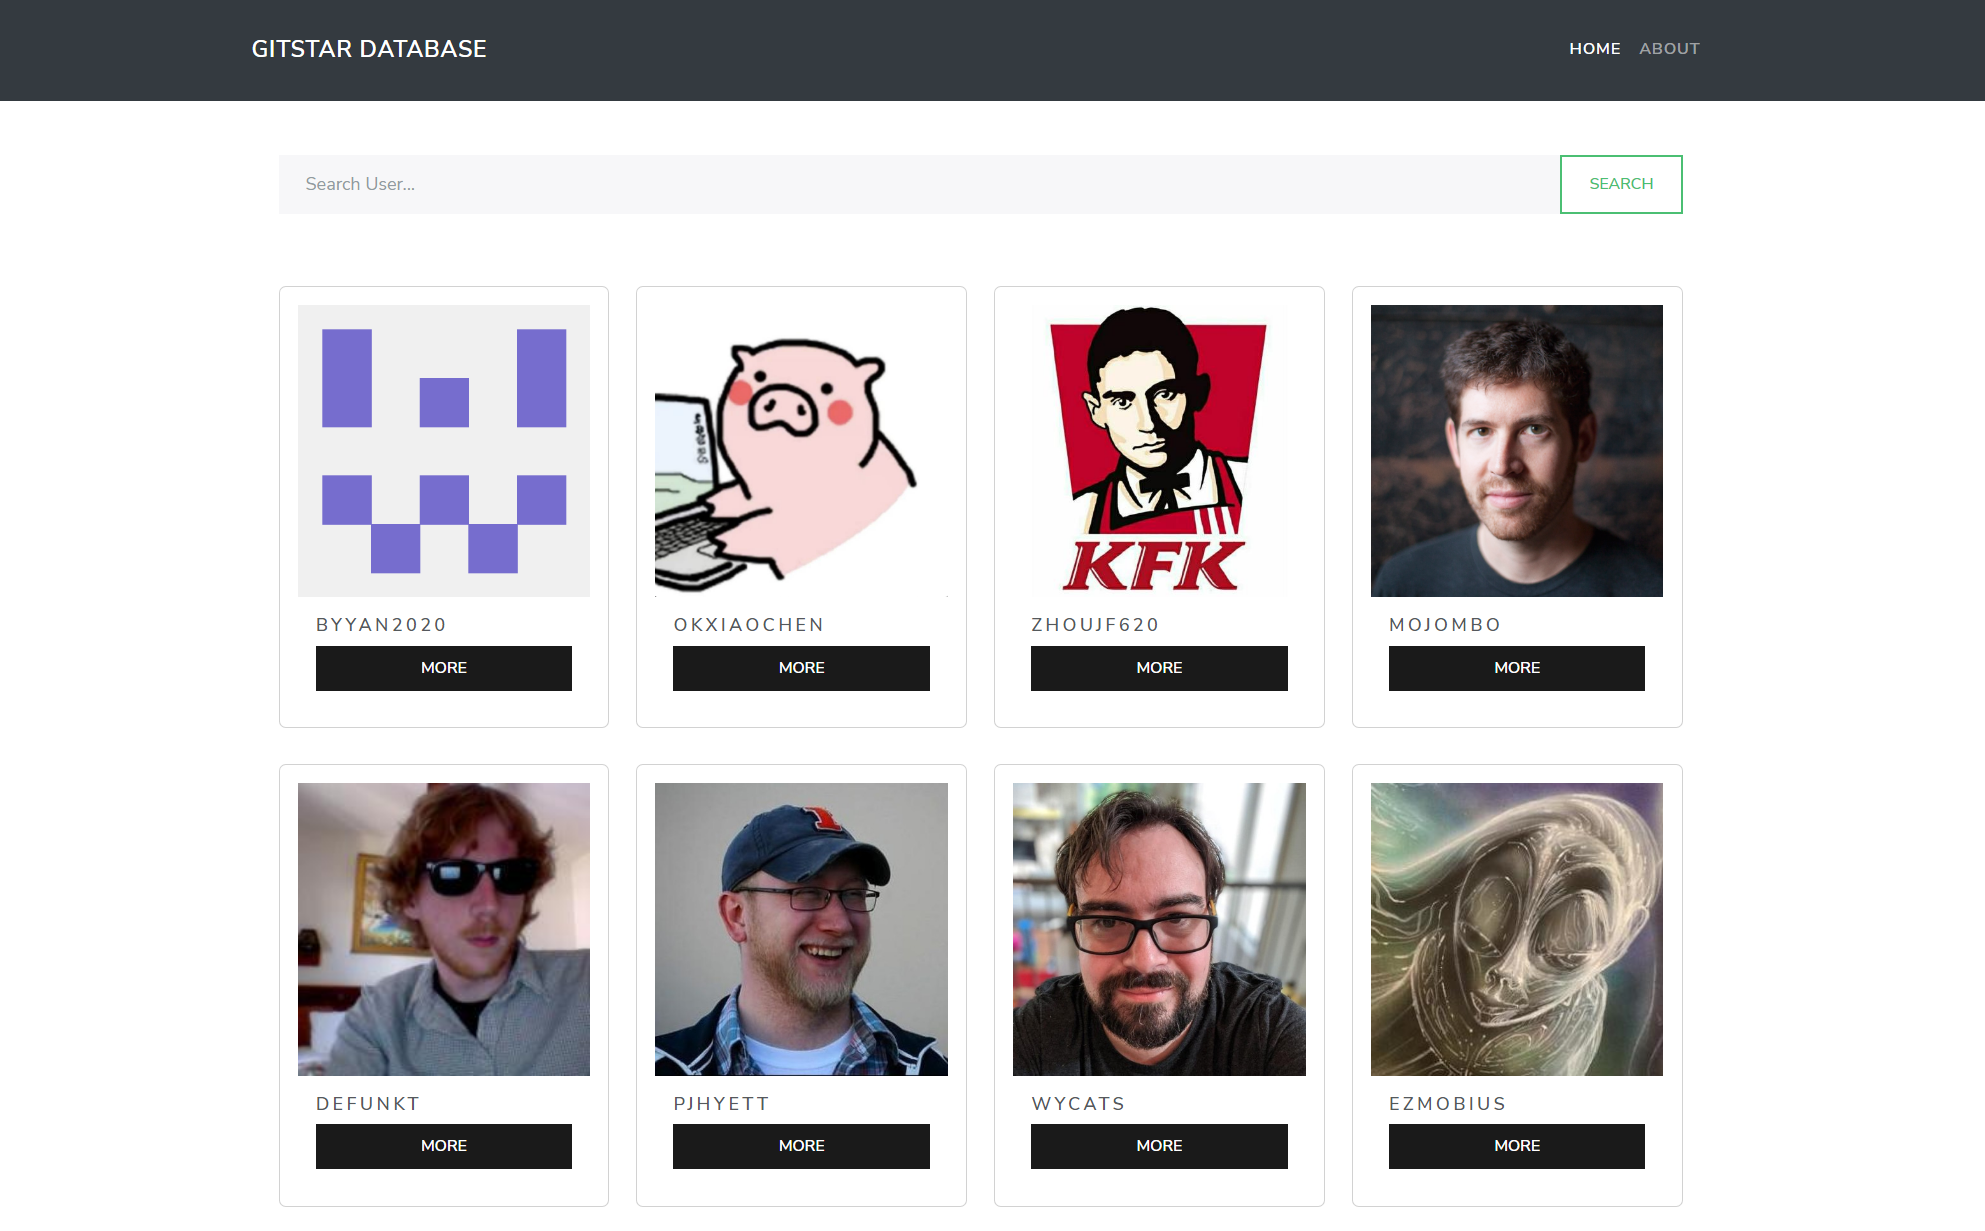 GITSTAR DATABASE
HOME ABOUT
Search User...
SEARCH
KFK
BYYAN2020
OKXIAOCHEN
ZHOUJF620
MOJOMBO
MORE
MORE
MORE
MORE
DEFUNKT
PJHYETT
WYCATS
EZMOBIUS
MORE
MORE
MORE
MORE